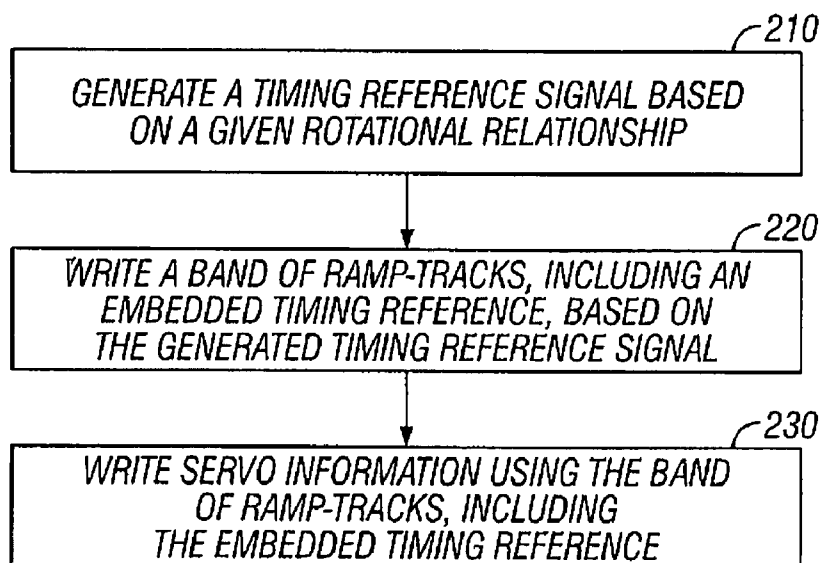 210
GENERATE A TIMING REFERENCE SIGNAL BASED
ON A GIVEN ROTATIONAL RELATIONSHIP
220
WRITE A BAND OF RAMP-TRACKS, INCLUDING AN
EMBEDDED TIMING REFERENCE, BASED ON
THE GENERATED TIMING REFERENCE SIGNAL
230
WRITE SERVO INFORMATION USING THE BAND
OF RAMP-TRACKS, INCLUDING
THE EMBEDDED TIMING REFERENCE